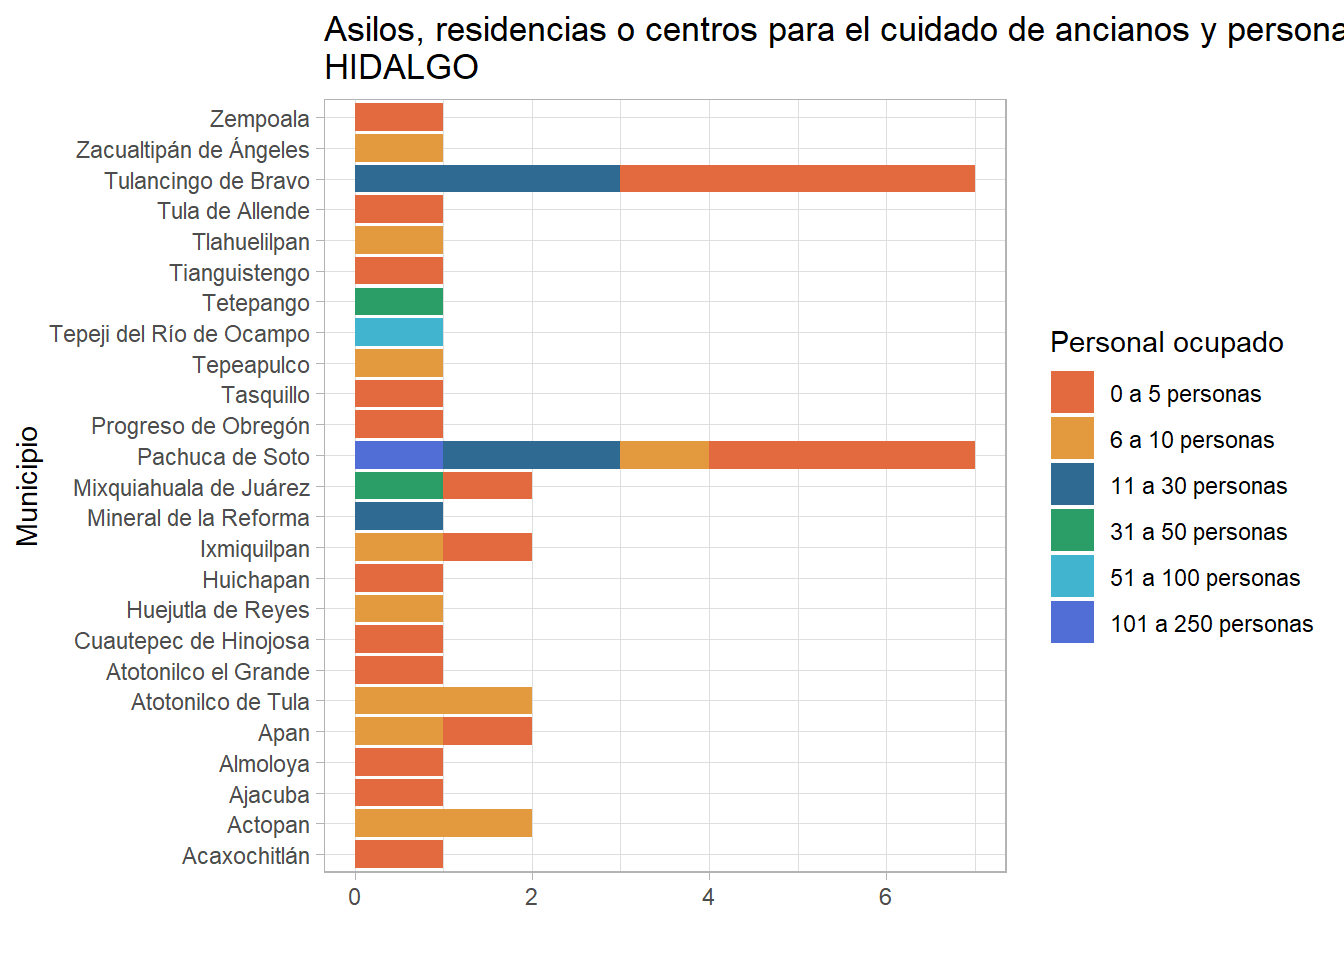 Asilos, residencias o centros para el cuidado de ancianos y persona
HIDALGO
Zempoala
Zacualtipán de Ángeles
Tulancingo de Bravo
Tula de Allende
Tlahuelilpan
Tianguistengo
Tetepango
Tepeji del Río de Ocampo
Tepeapulco
Tasquillo
Progreso de Obregón
Pachuca de Soto
Mixquiahuala de Juárez
Mineral de la Reforma
Ixmiquilpan
Huichapan
Huejutla de Reyes
Cuautepec de Hinojosa
Atotonilco el Grande
Atotonilco de Tula
Apan
Almoloya
Ajacuba
Actopan
Acaxochitlán
Municipio
0 2 4 6
Personal ocupado
0 a 5 personas
6 a 10 personas
11 a 30 personas
31 a 50 personas
51 a 100 personas
101 a 250 personas